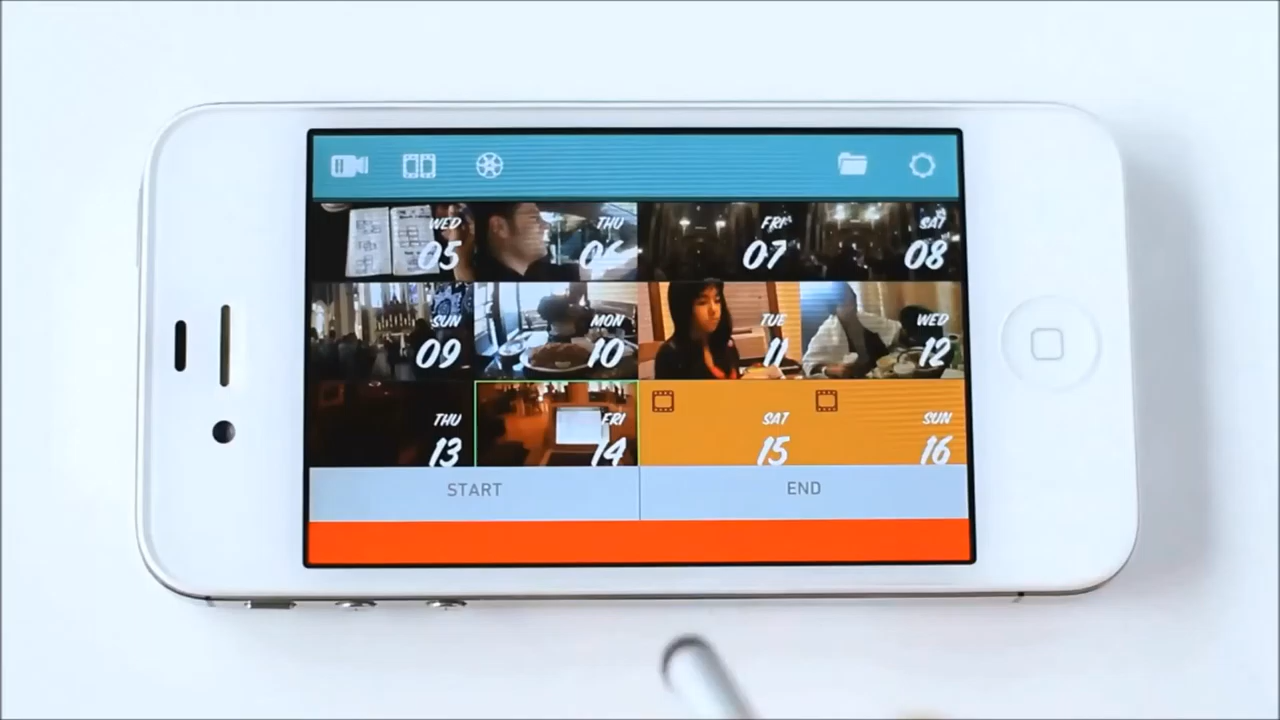 WED THU FRI SAT
05 06 07 08
SUN MON TUE WED
09 10 11 12
THU FRI SAT SUN
13 14 15 16
START END